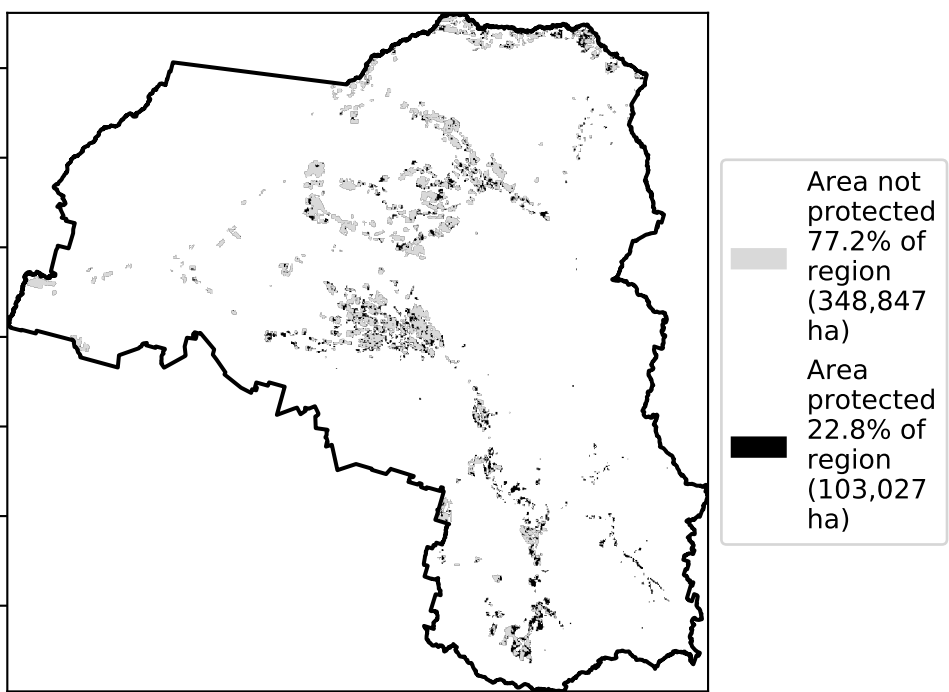 Area not
protected
77.2% of
region
(348,847
ha)
Area
protected
22.8% of
region
(103,027
ha)